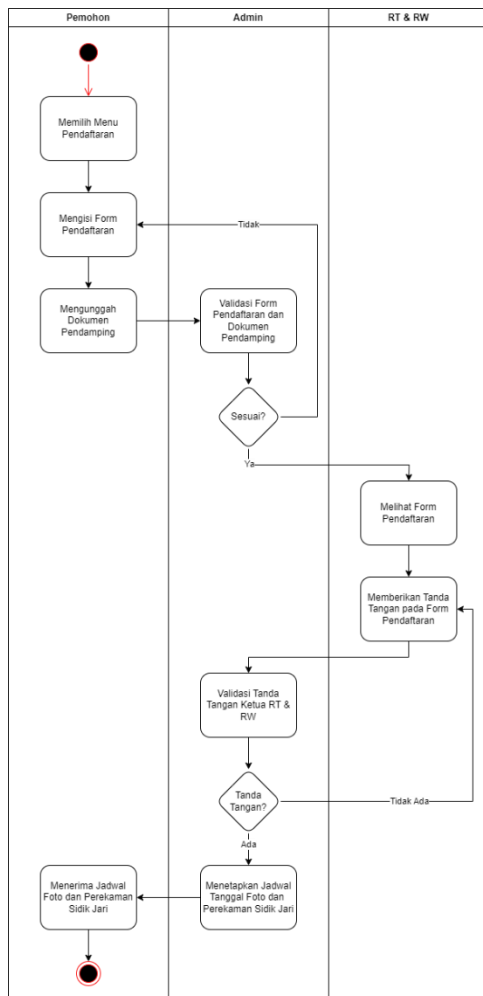 Pemohon
Admin
RT & RW
Memilih Menu
Pendaftaran
Mengisi Form
Pendaftaran
Tidak
Mengunggah
Dokumen
Pendamping
Validasi Form
Pendaftaran dan
Dokumen
Pendamping
Sesuai?
Ya
Melihat Form
Pendaftaran
Memberikan Tanda
Tangan pada Form
Pendaftaran
Validasi Tanda
Tangan Ketua RT &
RW
Tanda
Tangan?
Tidak Ada
Ada
Menerima Jadwal
Foto dan Perekaman
Sidik Jari
Menetapkan Jadwal
Tanggal Foto dan
Perekaman Sidik Jari